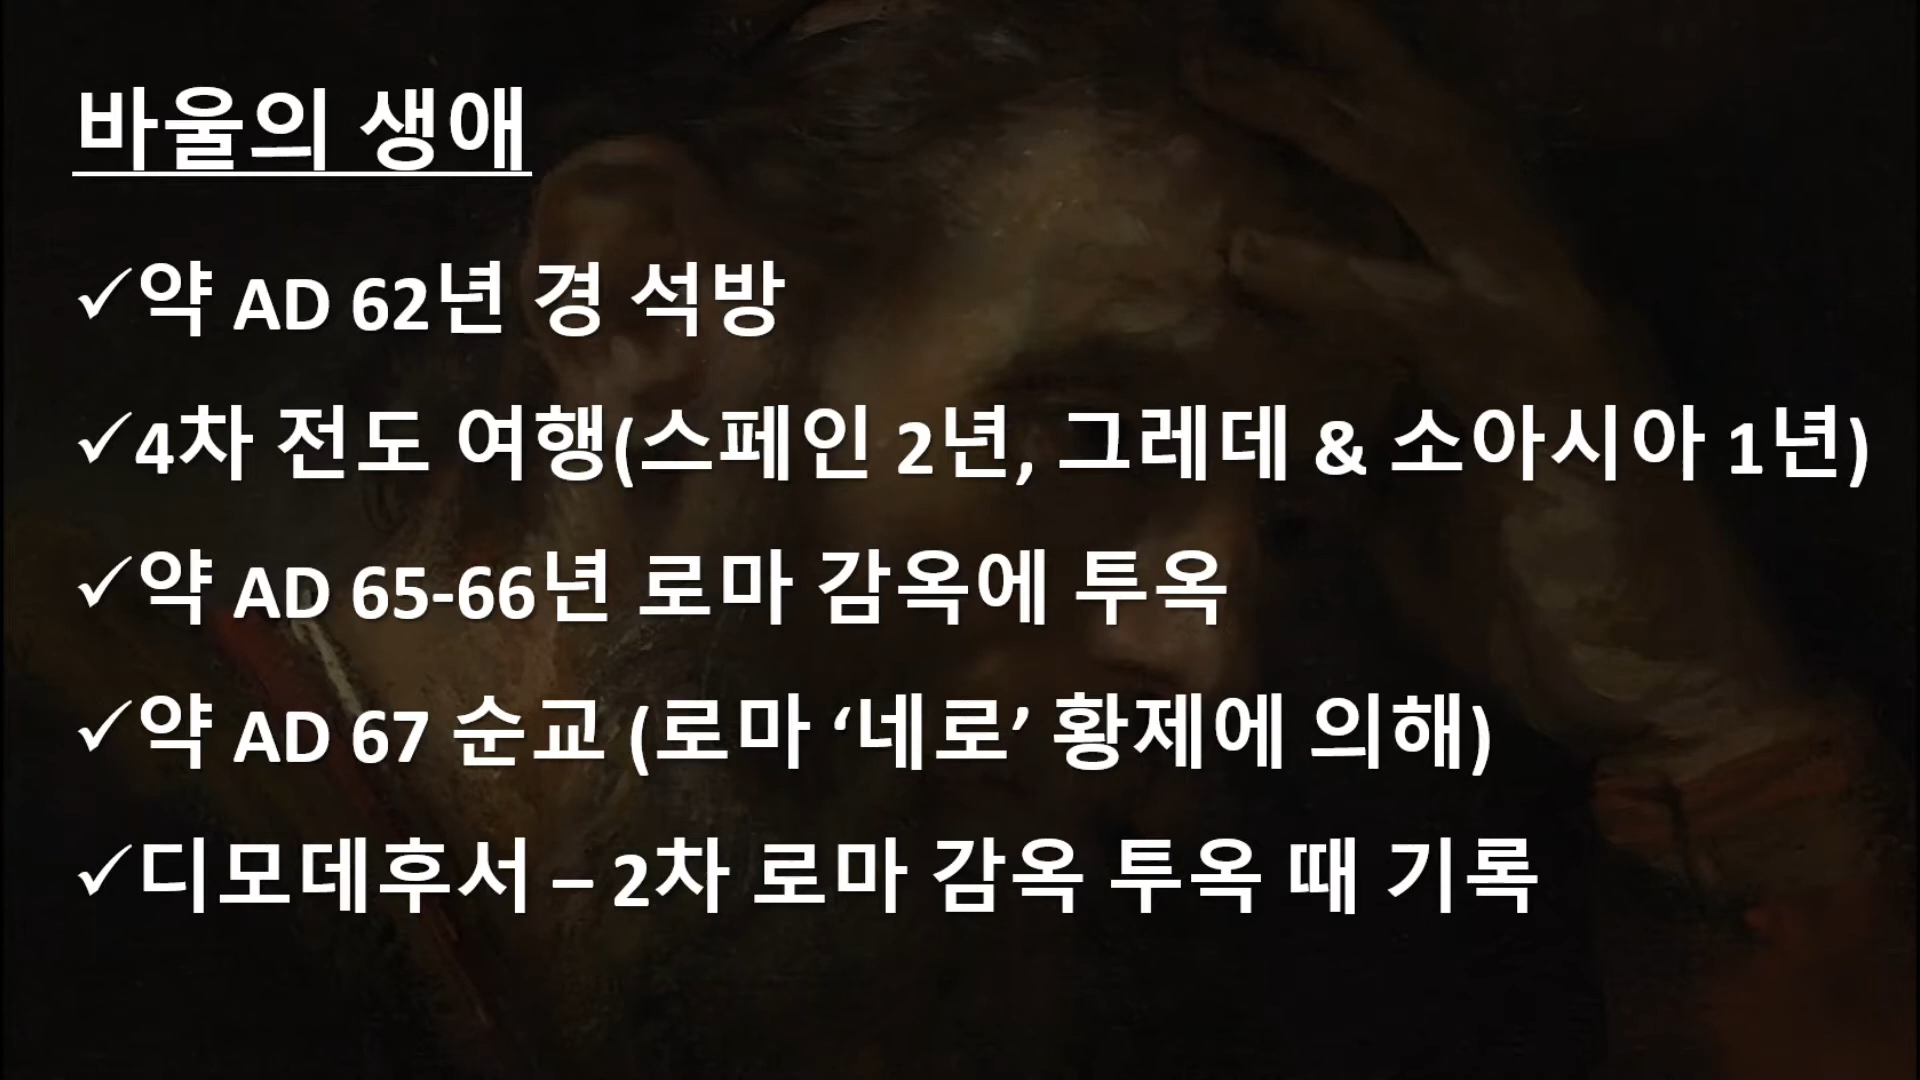 바울의 생애
✓약 AD 62년 경 석방
✓4차 전도 여행(스페인 2년, 그레데 & 소아시아 1년)
✓약 AD 65-66년 로마 감옥에 투옥
✓약 AD 67 순교 (로마 ‘네로’ 황제에 의해)
✓디모데후서 – 2차 로마 감옥 투옥 때 기록